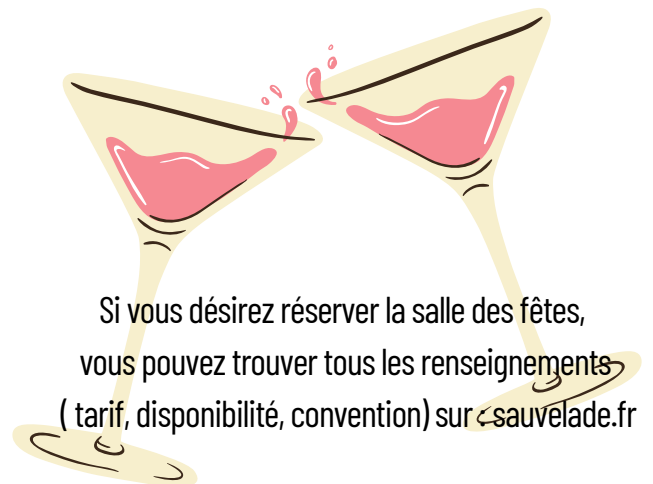 Si vous désirez réserver la salle des fêtes,
vous pouvez trouver tous les renseignements
( tarif, disponibilité, convention) sur : sauvelade.fr